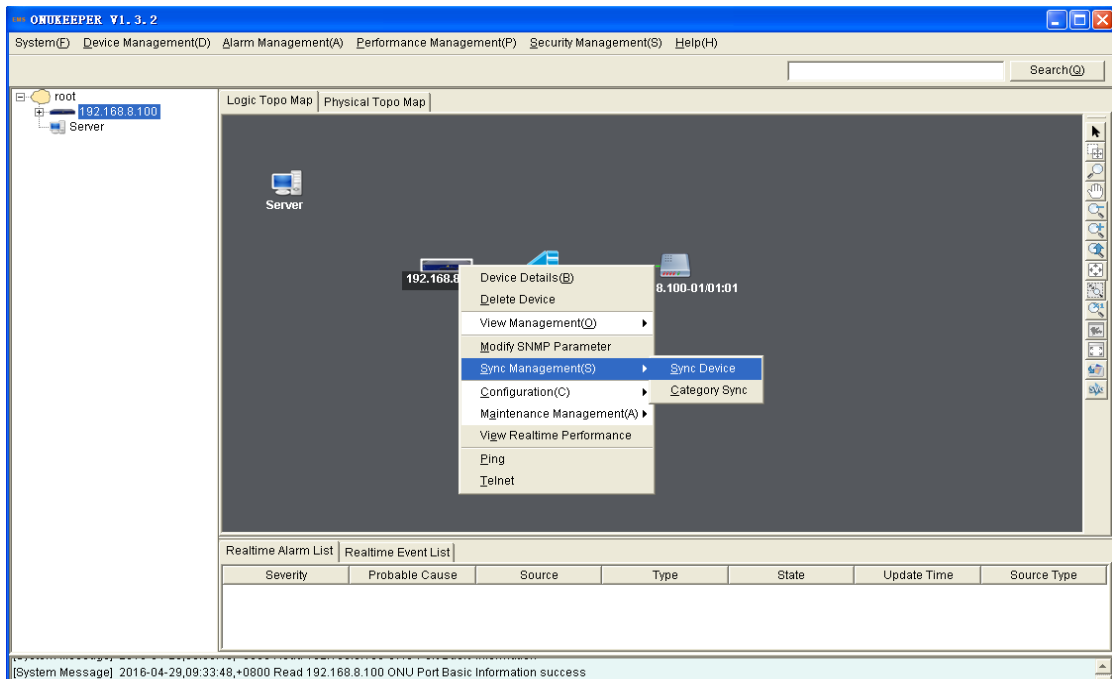 ONUKEEPER V1.3.2
System(F) Device Management(D) Alarm Management(A) Performance Management(P) Security Management(S) Help(H)
Search(Q)
root
192.168.8.100
Server
Logic Topo Map Physical Topo Map
Server
192.168.8
8.100-01/01:01
Device Details(B)
Delete Device
View Management(O)
Modify SNMP Parameter
Sync Management(S)
Sync Device
Category Sync
Configuration(C)
Maintenance Management(A)
View Realtime Performance
Ping
Telnet
Realtime Alarm List Realtime Event List
Severity Probable Cause Source Type State Update Time Source Type
[System Message] 2016-04-29,09:33:48,+0800 Read 192.168.8.100 ONU Port Basic Information success